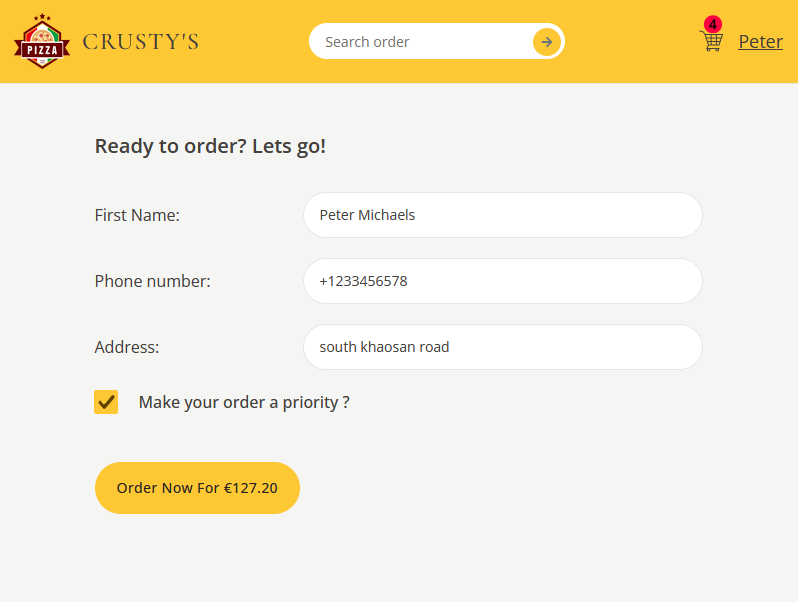 PIZZA
CRUSTY'S
Search order
4
Peter
Ready to order? Lets go!
First Name:
Peter Michaels
Phone number:
+1233456578
Address:
south khaosan road
Make your order a priority ?
Order Now For €127.20